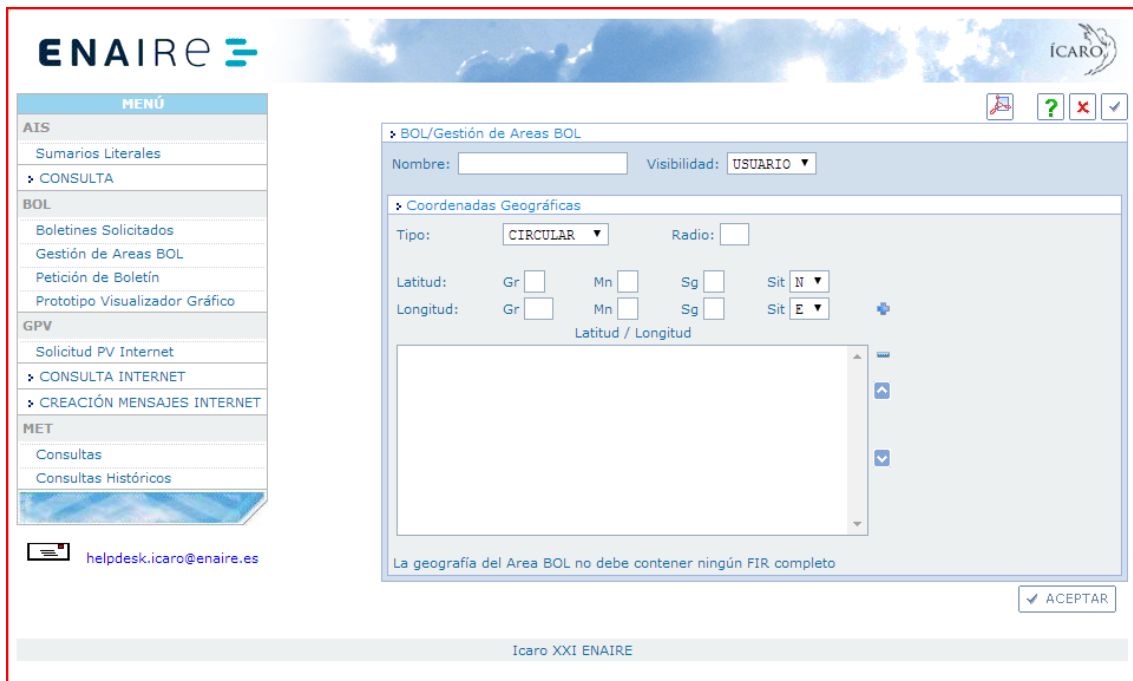 ENAIRE
ÍCARO
MENÚ
AIS
Sumarios Literales
CONSULTA
BOL
Boletines Solicitados
Gestión de Areas BOL
Petición de Boletín
Prototipo Visualizador Gráfico
GPV
Solicitud PV Internet
CONSULTA INTERNET
CREACIÓN MENSAJES INTERNET
MET
Consultas
Consultas Históricos
helpdesk.icaro@enaire.es
?
BOL/Gestión de Areas BOL
Nombre: Visibilidad: USUARIO
Coordenadas Geográficas
Tipo: CIRCULAR Radio:
Latitud: Gr Mn Sg Sit N
Longitud: Gr Mn Sg Sit E
Latitud / Longitud
La geografía del Area BOL no debe contener ningún FIR completo
ACEPTAR
Icaro XXI ENAIRE